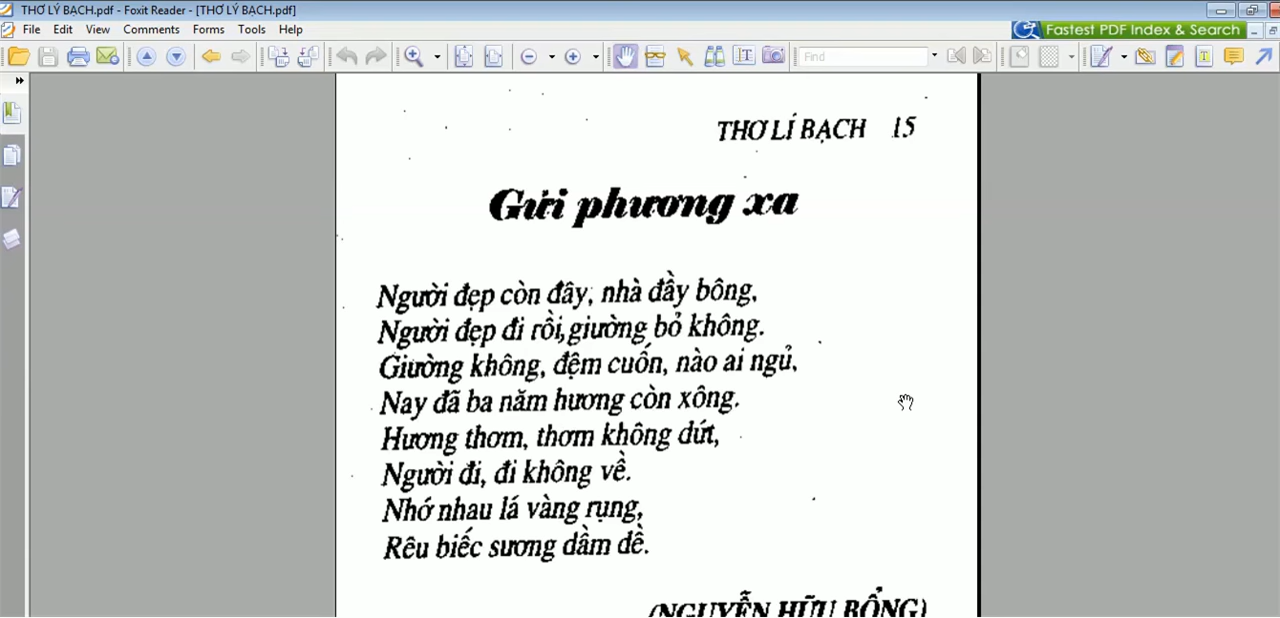 THƠ LÝ BẠCH.pdf - Foxit Reader - [THƠ LÝ BẠCH.pdf]
File Edit View Comments Forms Tools Help
Fastest PDF Index & Search
Find
THƠ LÍ BẠCH 15
Gửi phương xa
Người đẹp còn đây, nhà đầy bông,
Người đẹp đi rồi, giường bỏ không.
Giường không, đệm cuốn, nào ai ngủ,
Nay đã ba năm hương còn xông.
Hương thơm, thơm không dứt,
Người đi, đi không về.
Nhớ nhau lá vàng rụng,
Rêu biếc sương dầm đề.
(NGUYỄN HỮU BỔNG)